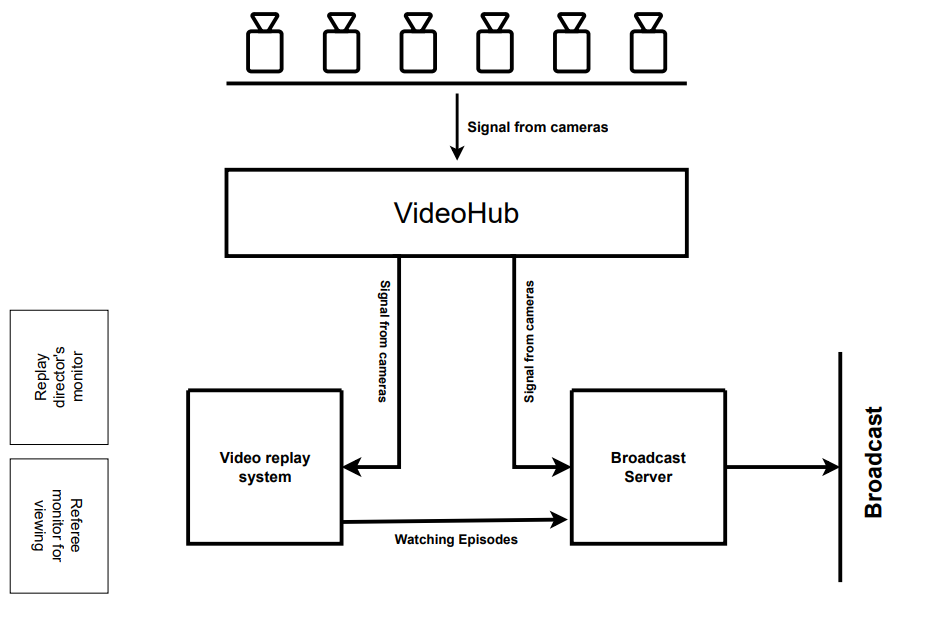 Signal from cameras
VideoHub
Signal from cameras
Signal from cameras
Replay
director's
monitor
Video replay
system
Broadcast
Server
Broadcast
Referee
monitor for
viewing
Watching Episodes